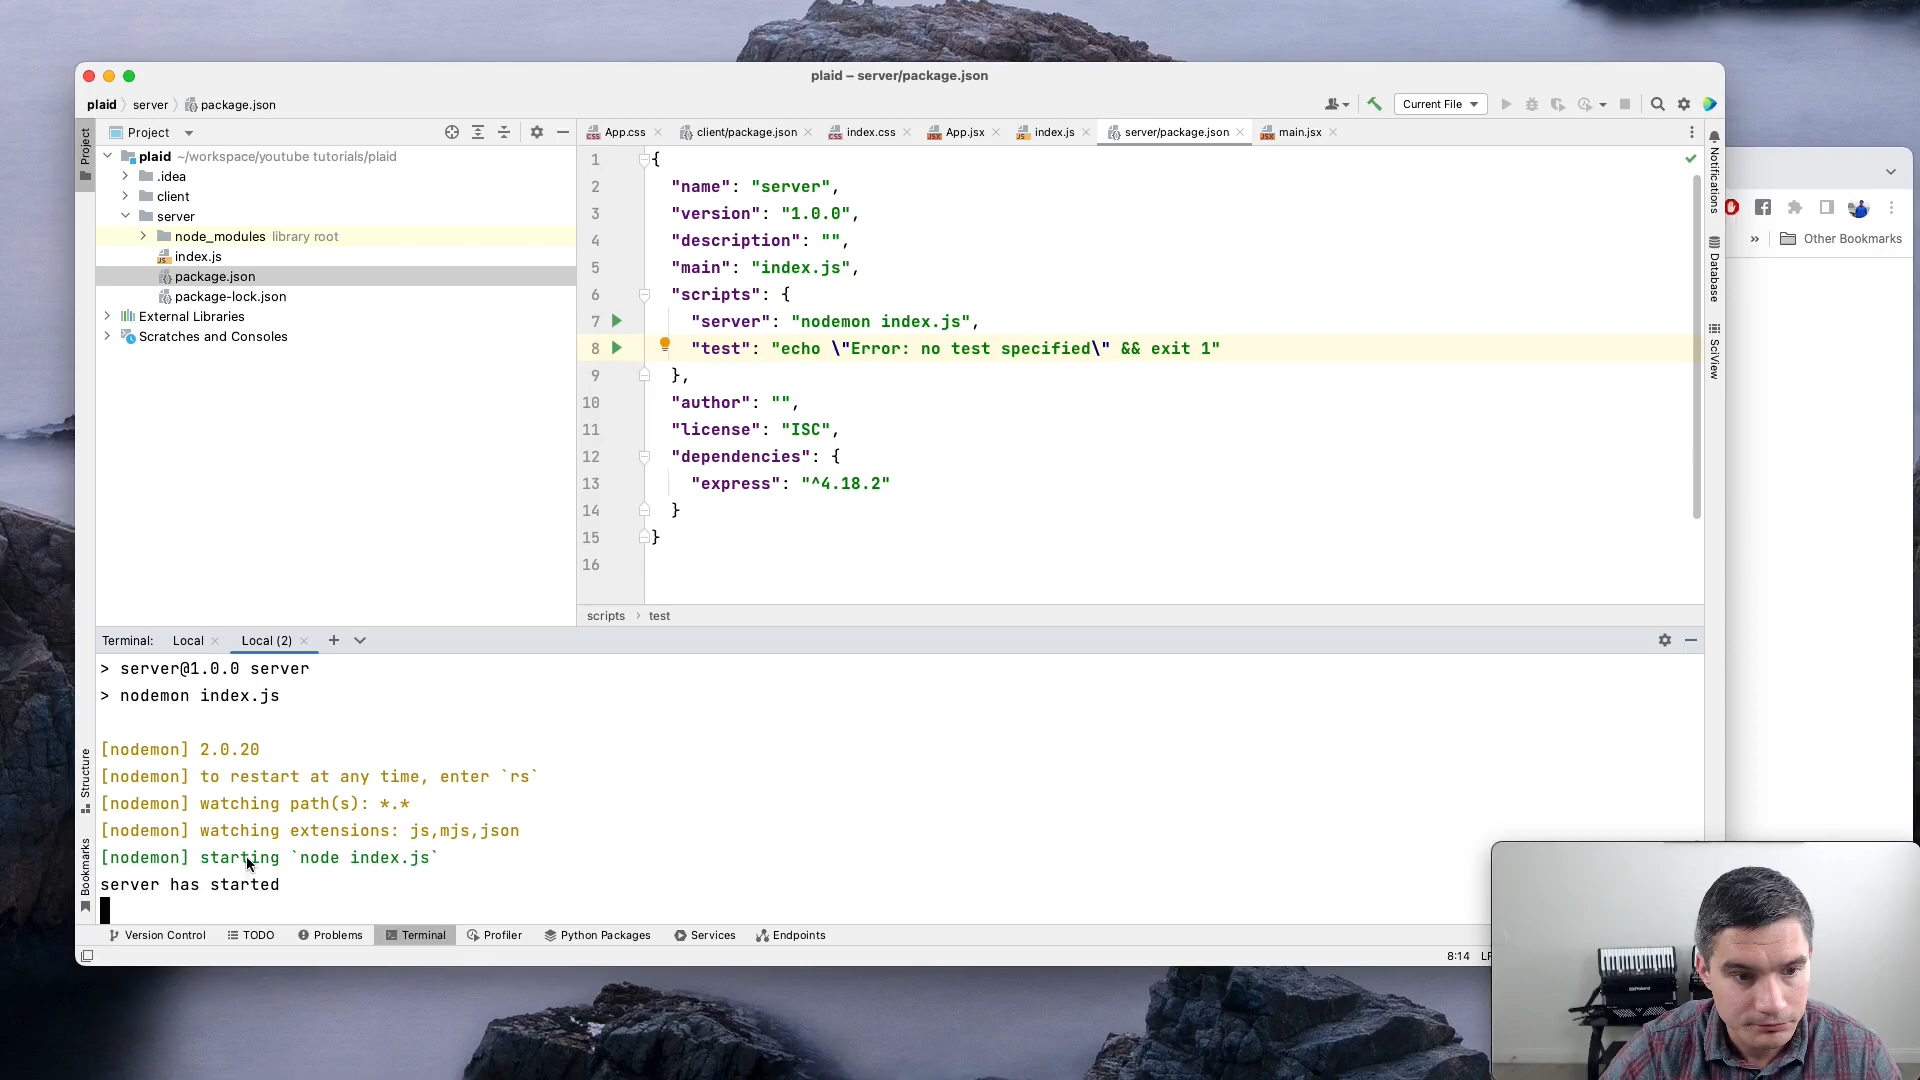 plaid – server/package.json
plaid 〉 server 〉 package.json
Current File
Project
Project
App.css
client/package.json
index.css
App.jsx
index.js
server/package.json
main.jsx
Notifications
Database
SciView
Other Bookmarks
plaid ~/workspace/youtube tutorials/plaid
.idea
client
server
node_modules library root
index.js
package.json
package-lock.json
External Libraries
Scratches and Consoles
1 {
2 "name": "server",
3 "version": "1.0.0",
4 "description": "",
5 "main": "index.js",
6 "scripts": {
7 "server": "nodemon index.js",
8 "test": "echo \"Error: no test specified\" && exit 1"
9 },
10 "author": "",
11 "license": "ISC",
12 "dependencies": {
13 "express": "^4.18.2"
14 }
15 }
16
scripts › test
Terminal: Local Local (2)
> server@1.0.0 server
> nodemon index.js
[nodemon] 2.0.20
[nodemon] to restart at any time, enter `rs`
[nodemon] watching path(s): *.*
[nodemon] watching extensions: js,mjs,json
[nodemon] starting `node index.js`
server has started
Structure
Bookmarks
Version Control TODO Problems Terminal Profiler Python Packages Services Endpoints
8:14
Roland